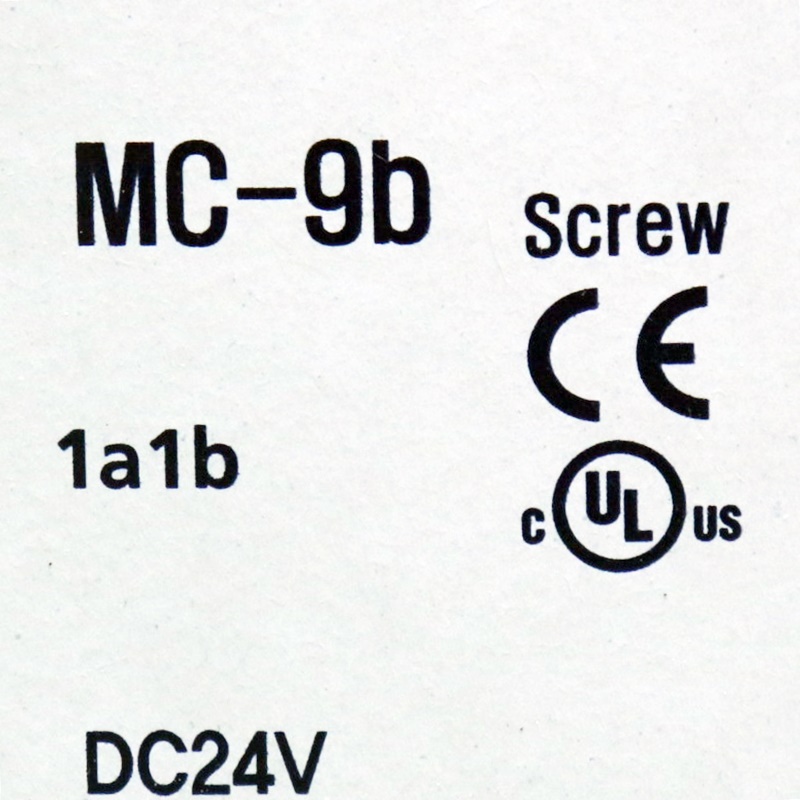 MC-9b
Screw
CE
1a1b
C UL US
DC24V